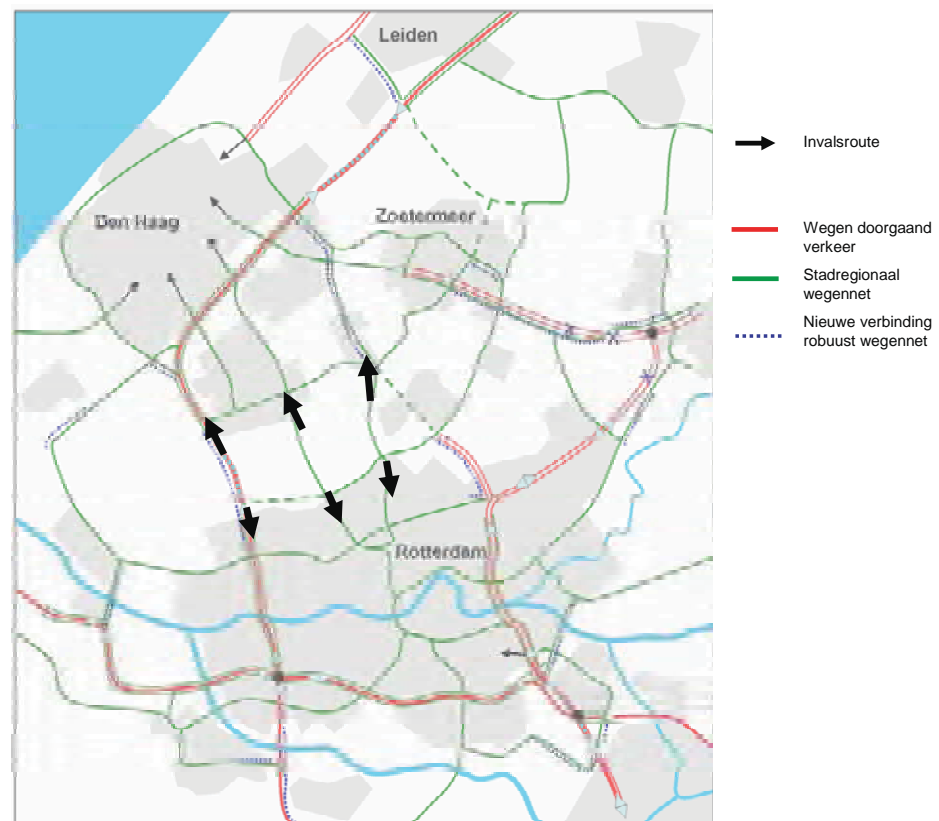 Leiden
Den Haag
Zoetermeer
Rotterdam
Invalsroute
Wegen doorgaand
verkeer
Stadregionaal
wegennet
Nieuwe verbinding
robuust wegennet